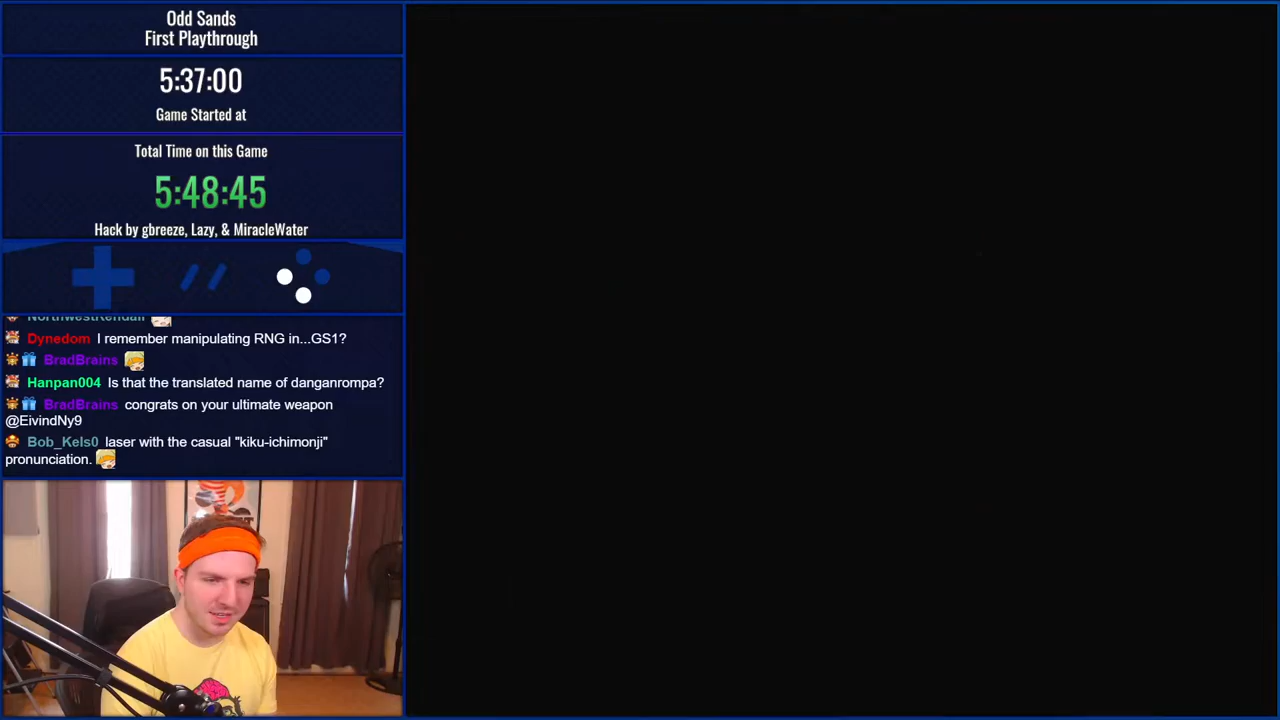 Odd Sands
First Playthrough
5:37:00
Game Started at
Total Time on this Game
5:48:45
Hack by gbreeze, Lazy, & MiracleWater
NorthwestKendall
Dynedom I remember manipulating RNG in...GS1?
BradBrains
Hanpan004 Is that the translated name of danganrompa?
BradBrains congrats on your ultimate weapon
@EivindNy9
Bob_Kels0 laser with the casual "kiku-ichimonji"
pronunciation.